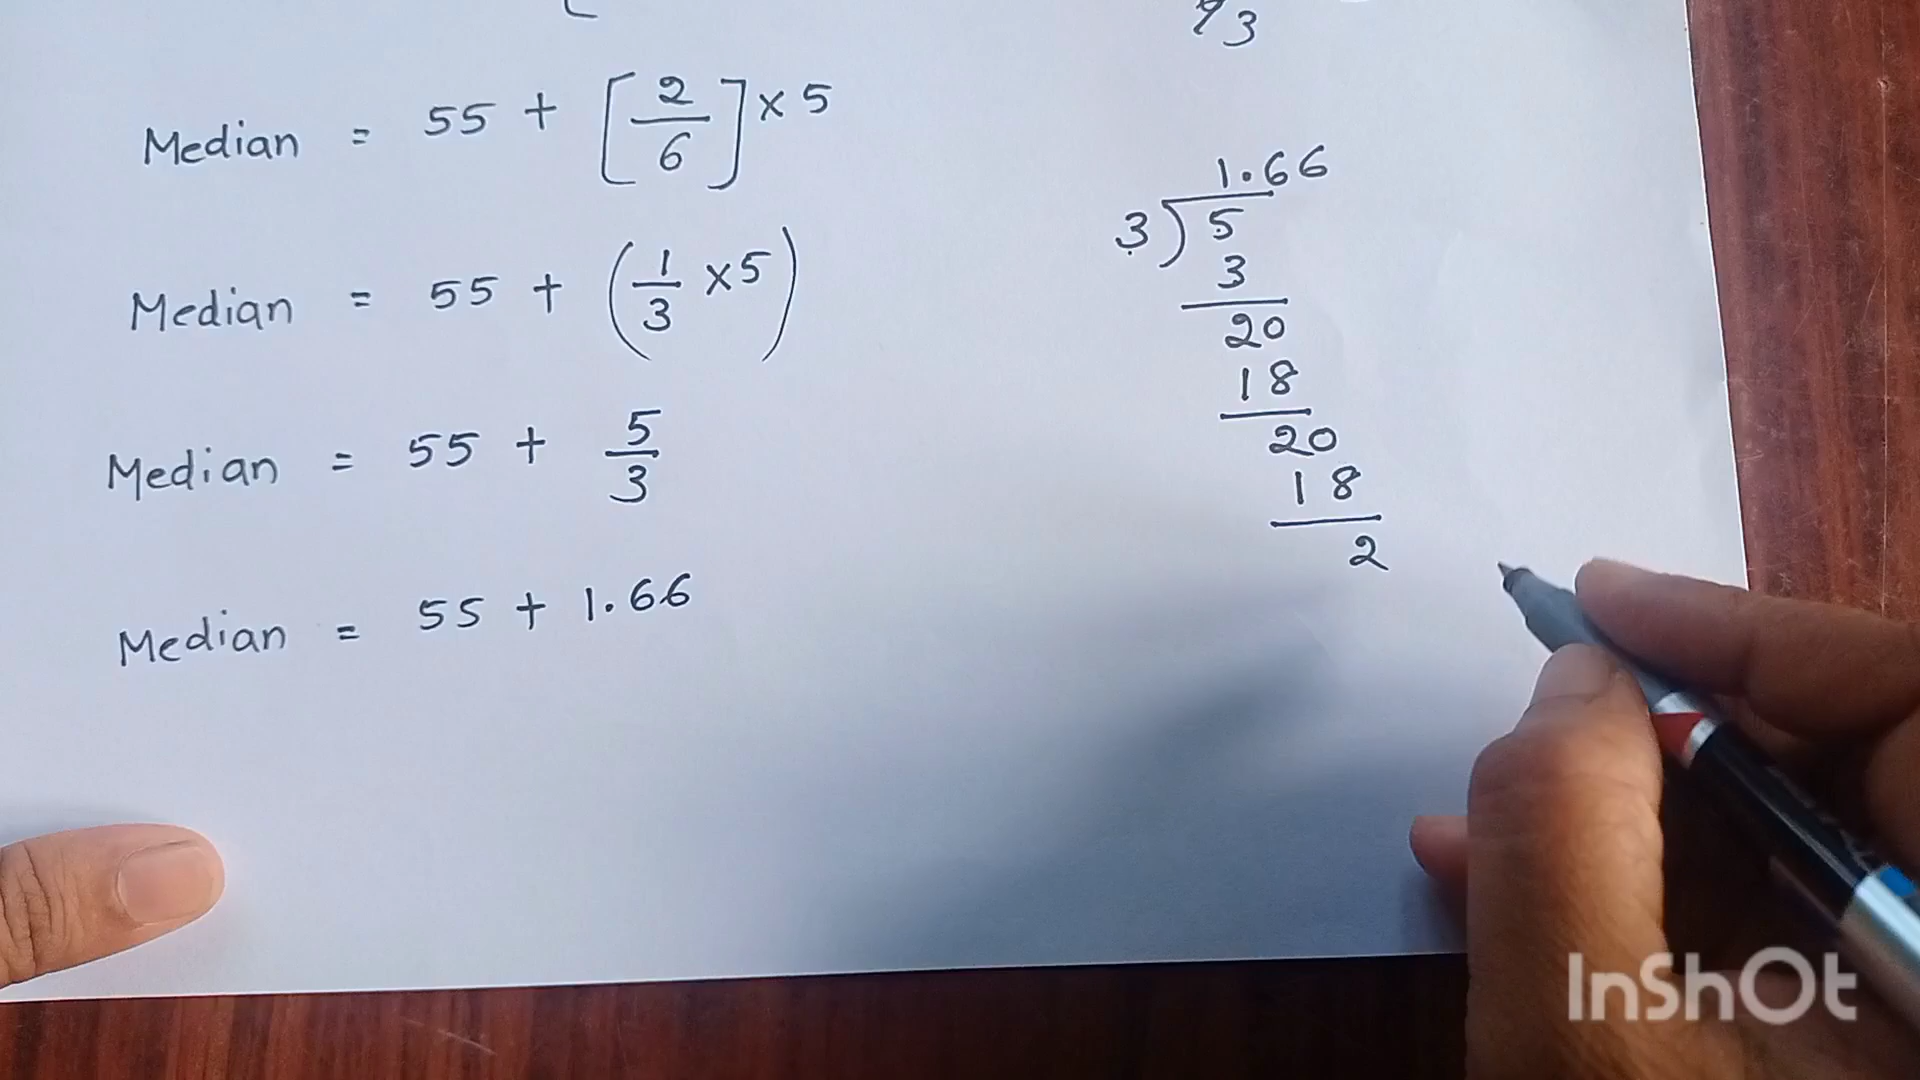 Median = 55 + [2/6] × 5
Median = 55 + (1/3 × 5)
Median = 55 + 5/3
Median = 55 + 1.66
3
1.66
3) 5
3
20
18
20
18
2
InShOt